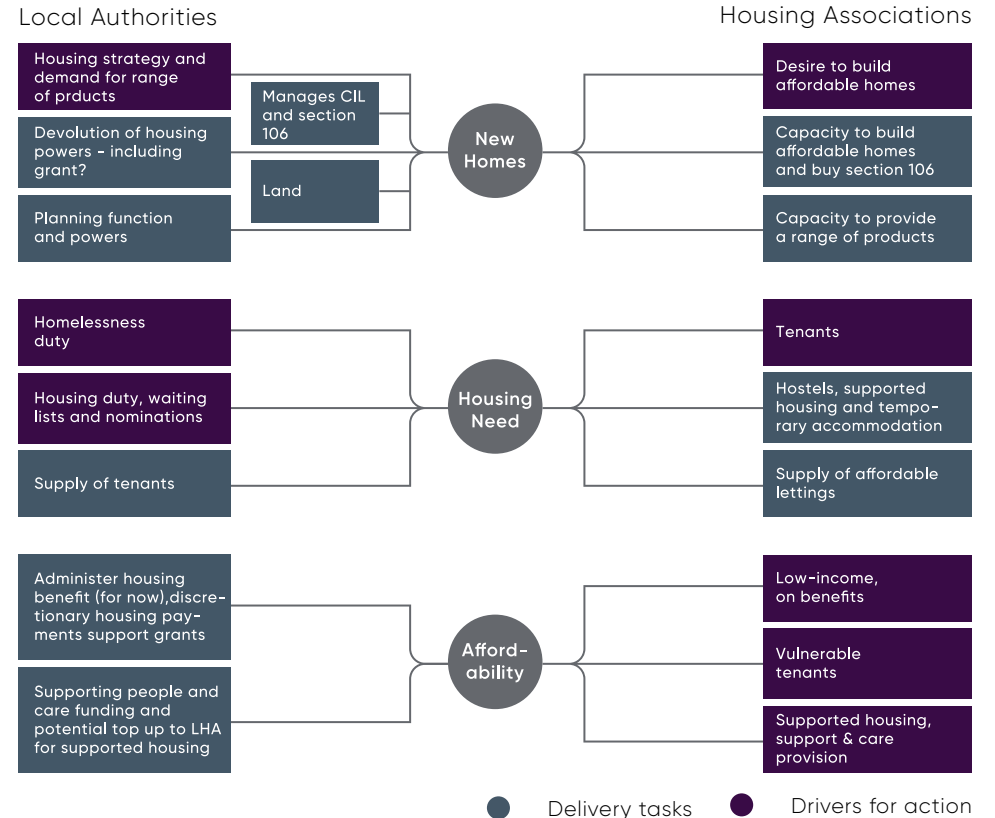 Local Authorities
Housing Associations
Housing strategy and
demand for range
of prducts
Manages CIL
and section
106
Devolution of housing
powers - including
grant?
Land
Planning function
and powers
New
Homes
Desire to build
affordable homes
Capacity to build
affordable homes
and buy section 106
Capacity to provide
a range of products
Homelessness
duty
Housing duty, waiting
lists and nominations
Supply of tenants
Housing
Need
Tenants
Hostels, supported
housing and tempo-
rary accommodation
Supply of affordable
lettings
Administer housing
benefit (for now),discre-
tionary housing pay-
ments support grants
Supporting people and
care funding and
potential top up to LHA
for supported housing
Afford-
ability
Low-income,
on benefits
Vulnerable
tenants
Supported housing,
support & care
provision
Delivery tasks
Drivers for action